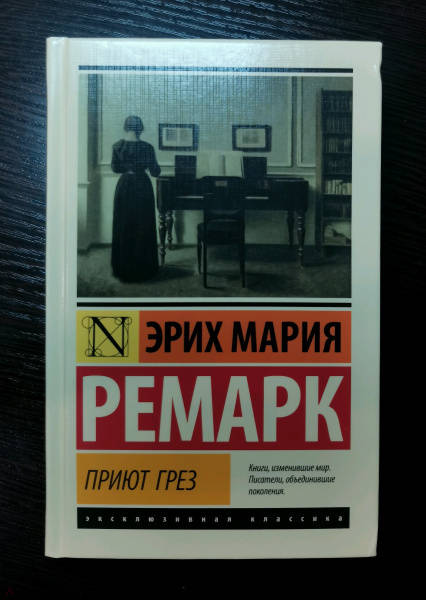 N
ЭРИХ МАРИЯ
РЕМАРК
ПРИЮТ ГРЕЗ
Книги, изменившие мир.
Писатели, объединившие
поколения.
эксклюзивная классика